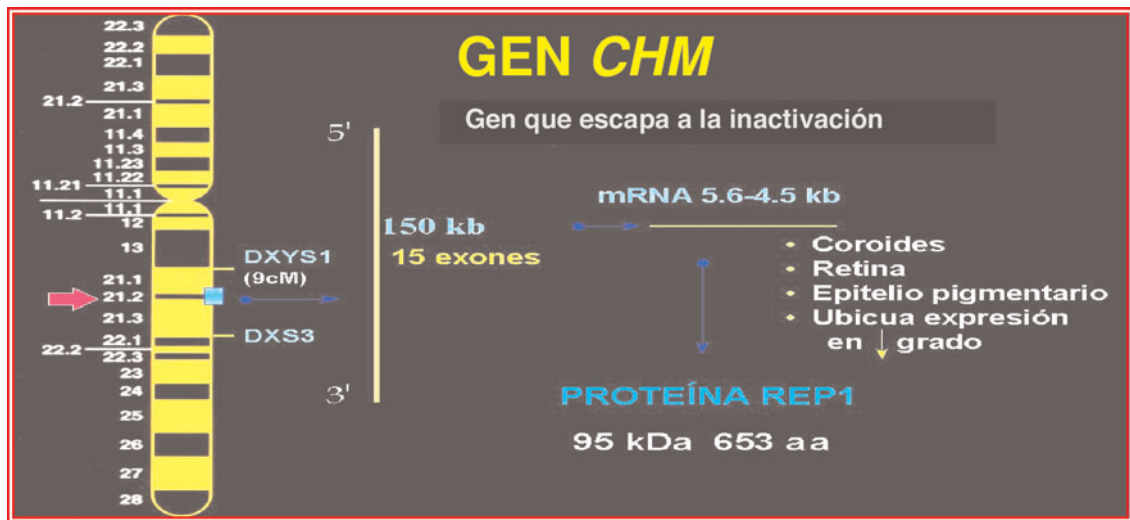 GEN CHM
Gen que escapa a la inactivación
22.3
22.2
22.1
21.3
21.2
21.1
11.4
11.3
11.23
11.22
11.21
11.1
11.1
11.2
12
13
21.1
21.2
21.3
22.1
22.2
22.3
23
24
25
26
27
28
DXYS1
(9cM)
DXS3
5'
150 kb
15 exones
3'
mRNA 5.6-4.5 kb
• Coroides
• Retina
• Epitelio pigmentario
• Ubicua expresión
en ↓ grado
PROTEÍNA REP1
95 kDa 653 aa